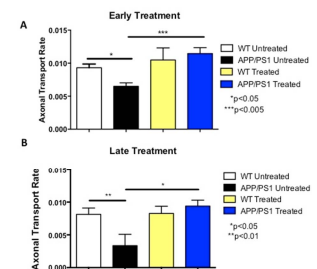 Early Treatment
A
Axonal Transport Rate
0.015
0.010
0.005
0.000
*
***
WT Untreated
APP/PS1 Untreated
WT Treated
APP/PS1 Treated
*p<0.05
***p<0.005
B
Late Treatment
Axonal Transport Rate
0.015
0.010
0.005
0.000
**
*
WT Untreated
APP/PS1 Untreated
WT Treated
APP/PS1 Treated
*p<0.05
**p<0.01